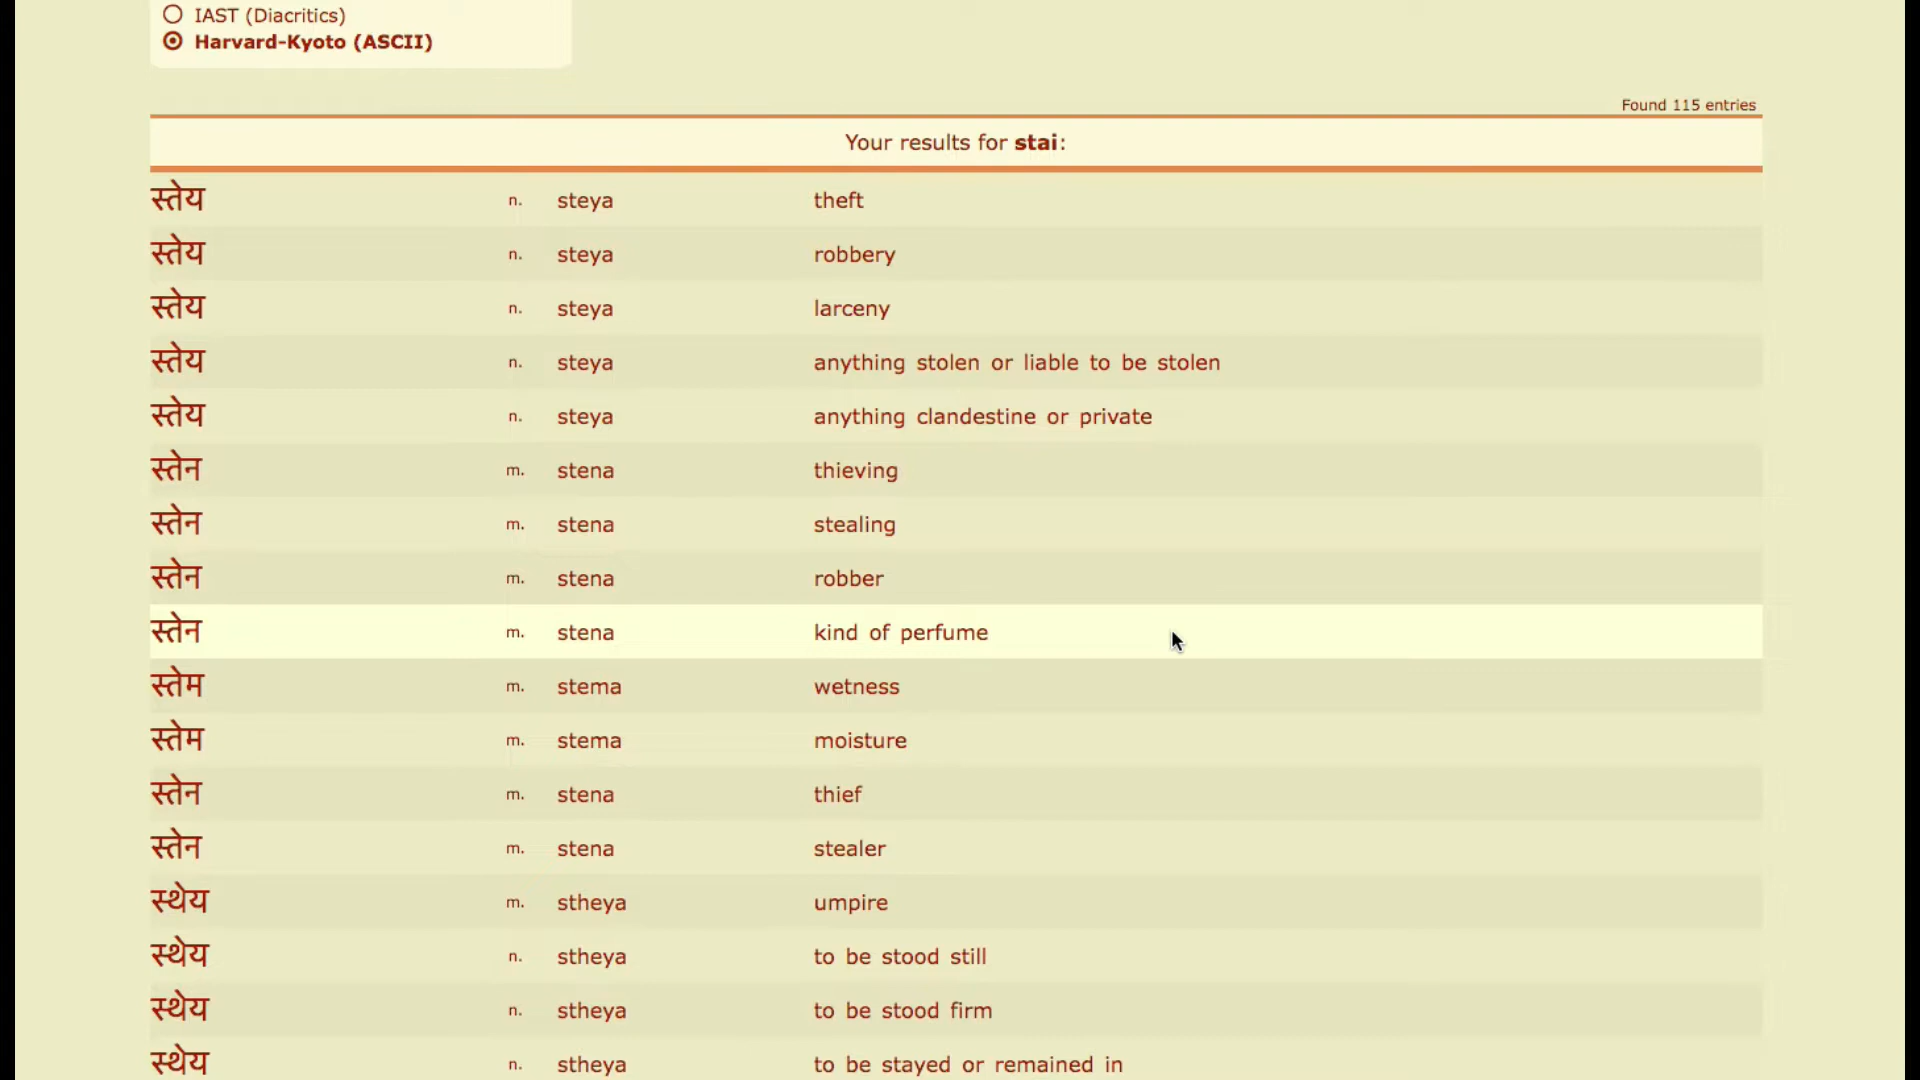 IAST (Diacritics)
Harvard-Kyoto (ASCII)
Found 115 entries
Your results for stai:
स्तेय n. steya theft
स्तेय n. steya robbery
स्तेय n. steya larceny
स्तेय n. steya anything stolen or liable to be stolen
स्तेय n. steya anything clandestine or private
स्तेन m. stena thieving
स्तेन m. stena stealing
स्तेन m. stena robber
स्तेन m. stena kind of perfume
स्तेम m. stema wetness
स्तेम m. stema moisture
स्तेन m. stena thief
स्तेन m. stena stealer
स्थेय m. stheya umpire
स्थेय n. stheya to be stood still
स्थेय n. stheya to be stood firm
स्थेय n. stheya to be stayed or remained in